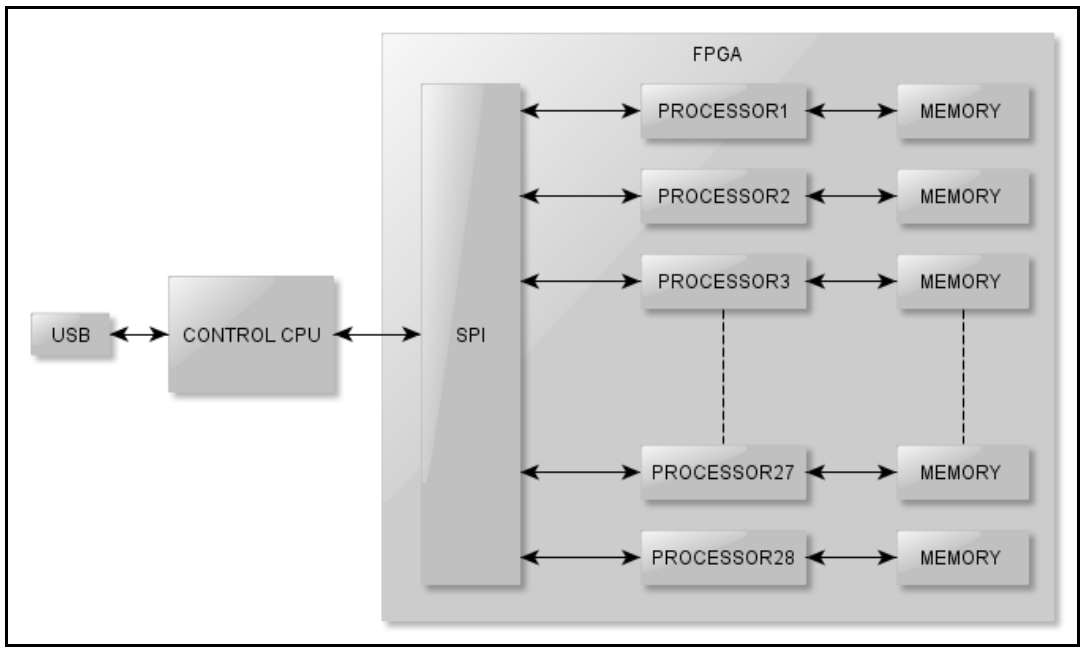 FPGA
PROCESSOR1
MEMORY
PROCESSOR2
MEMORY
PROCESSOR3
MEMORY
USB
CONTROL CPU
SPI
PROCESSOR27
MEMORY
PROCESSOR28
MEMORY